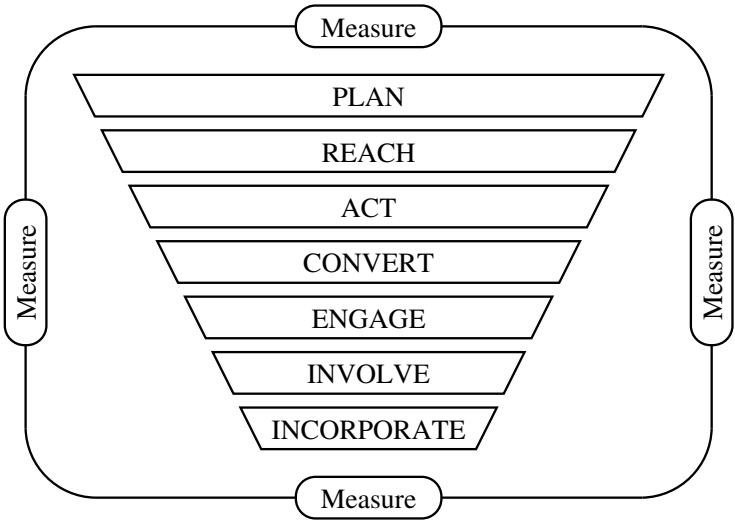 Measure
PLAN
REACH
ACT
Measure
CONVERT
Measure
ENGAGE
INVOLVE
INCORPORATE
Measure